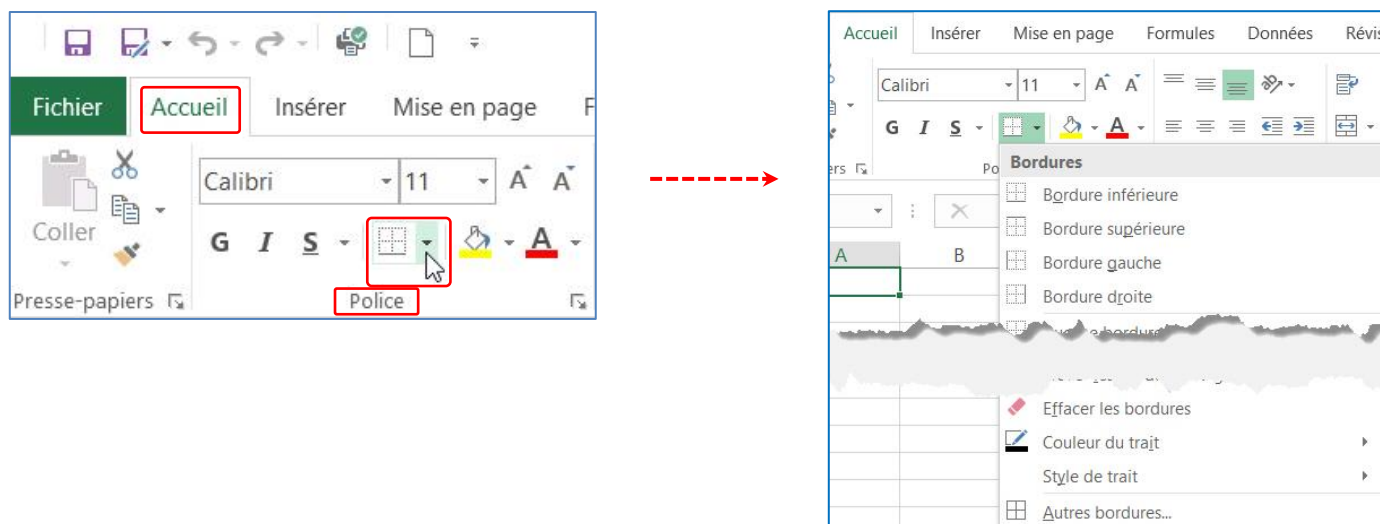 Fichier Accueil Insérer Mise en page F
Calibri 11 A A
Coller
G I S A
Presse-papiers Police
Accueil Insérer Mise en page Formules Données
Calibri 11 A A
G I S A
Bordures
Bordure inférieure
Bordure supérieure
A B
Bordure gauche
Bordure droite
Effacer les bordures
Couleur du trait
Style de trait
Autres bordures...